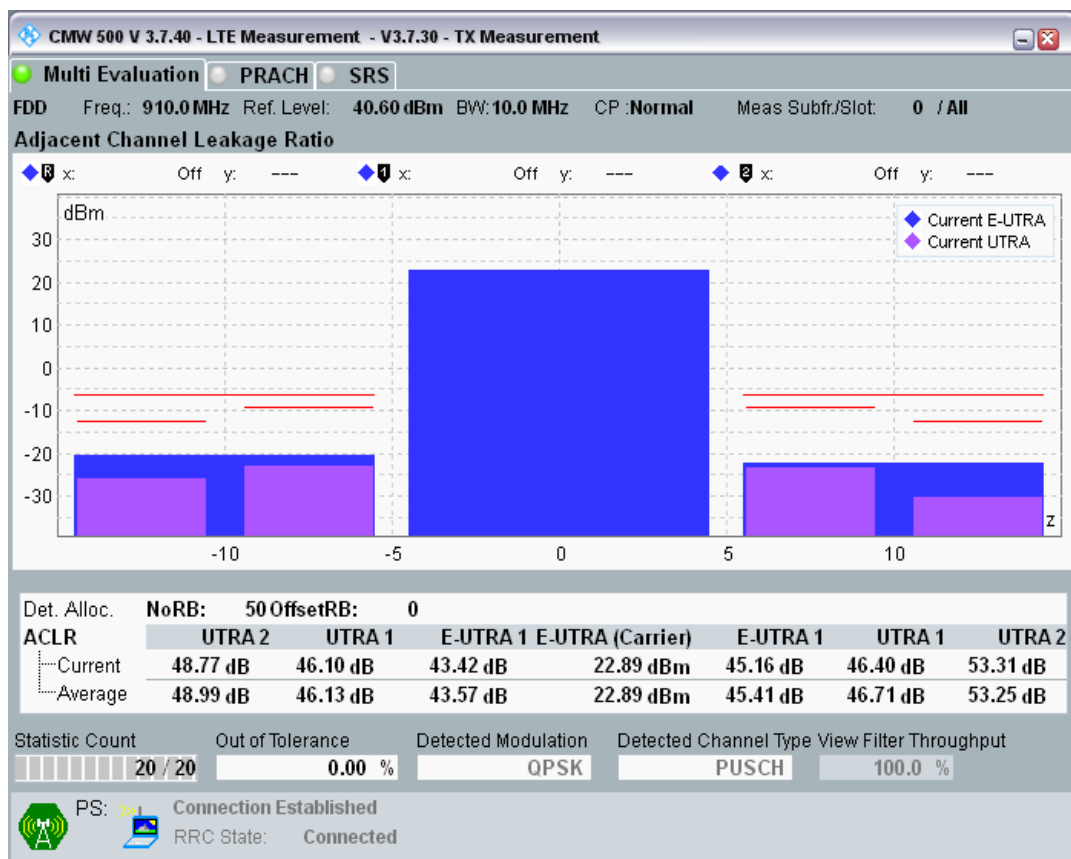 CMW 500 V 3.7.40 - LTE Measurement - V3.7.30 - TX Measurement
Multi Evaluation PRACH SRS
FDD Freq.: 910.0 MHz Ref. Level: 40.60 dBm BW: 10.0 MHz CP :Normal Meas Subfr./Slot: 0 / All
Adjacent Channel Leakage Ratio
R x: Off y: --- 1 x: Off y: --- 2 x: Off y: ---
dBm
Current E-UTRA
Current UTRA
30
20
10
0
-10
-20
-30
z
-10 -5 0 5 10
Det. Alloc. NoRB: 50 OffsetRB: 0
ACLR UTRA 2 UTRA 1 E-UTRA 1 E-UTRA (Carrier) E-UTRA 1 UTRA 1 UTRA 2
Current 48.77 dB 46.10 dB 43.42 dB 22.89 dBm 45.16 dB 46.40 dB 53.31 dB
Average 48.99 dB 46.13 dB 43.57 dB 22.89 dBm 45.41 dB 46.71 dB 53.25 dB
Statistic Count Out of Tolerance Detected Modulation Detected Channel Type View Filter Throughput
20 / 20 0.00 % QPSK PUSCH 100.0 %
PS: Connection Established
RRC State: Connected